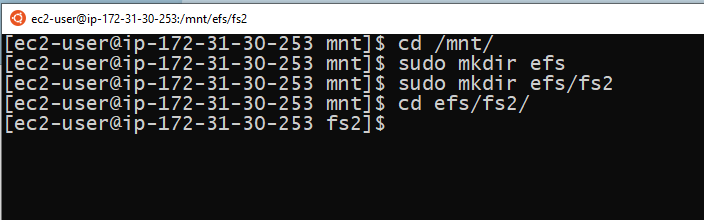 ec2-user@ip-172-31-30-253:/mnt/efs/fs2
[ec2-user@ip-172-31-30-253 mnt]$ cd /mnt/
[ec2-user@ip-172-31-30-253 mnt]$ sudo mkdir efs
[ec2-user@ip-172-31-30-253 mnt]$ sudo mkdir efs/fs2
[ec2-user@ip-172-31-30-253 mnt]$ cd efs/fs2/
[ec2-user@ip-172-31-30-253 fs2]$